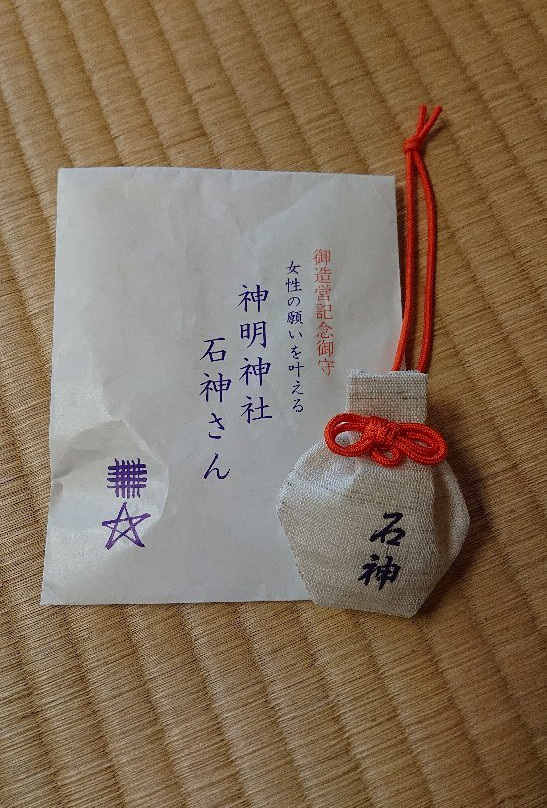 御造営記念御守
女性の願いを叶える
神明神社
石神さん
石神